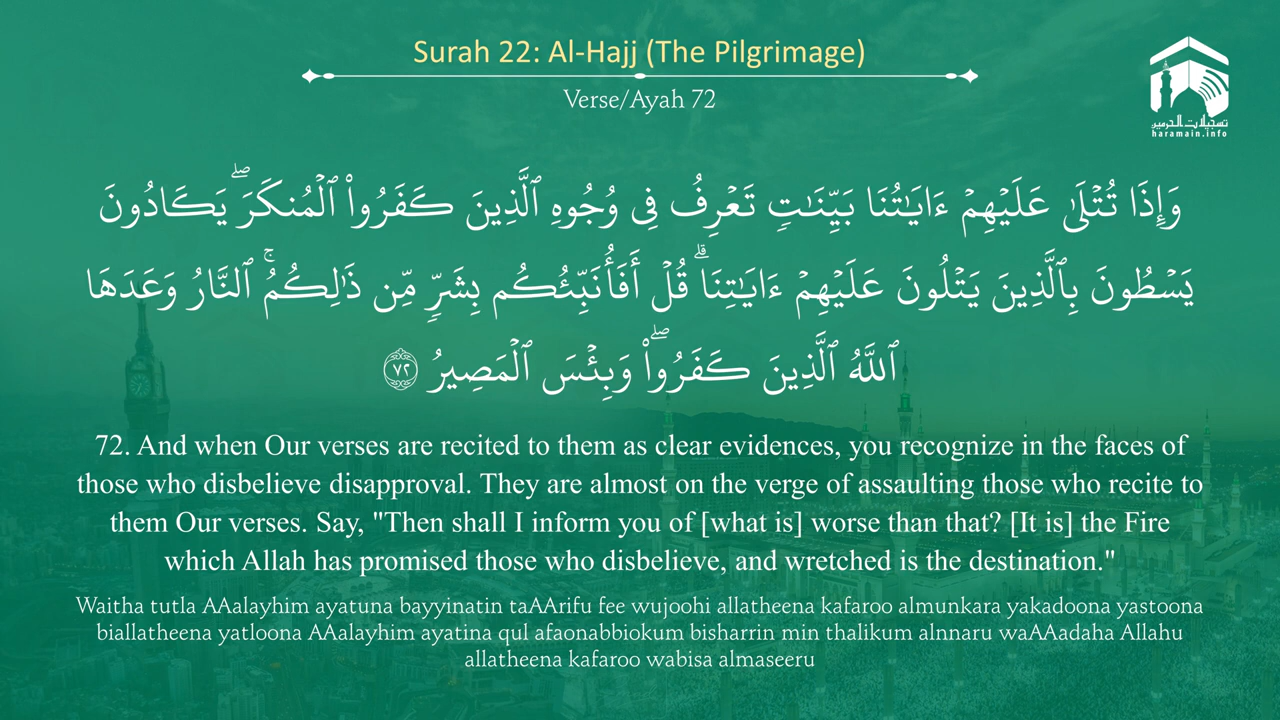 Surah 22: Al-Hajj (The Pilgrimage)
Verse/Ayah 72
تسجيلات الحرمين
haramain.info
وَإِذَا تُتۡلَىٰ عَلَيۡهِمۡ ءَايَٰتُنَا بَيِّنَٰتٖ تَعۡرِفُ فِي وُجُوهِ ٱلَّذِينَ كَفَرُواْ ٱلۡمُنكَرَۖ يَكَادُونَ
يَسۡطُونَ بِٱلَّذِينَ يَتۡلُونَ عَلَيۡهِمۡ ءَايَٰتِنَاۗ قُلۡ أَفَأُنَبِّئُكُم بِشَرّٖ مِّن ذَٰلِكُمُۚ ٱلنَّارُ وَعَدَهَا
ٱللَّهُ ٱلَّذِينَ كَفَرُواْۖ وَبِئۡسَ ٱلۡمَصِيرُ ٧٢
72. And when Our verses are recited to them as clear evidences, you recognize in the faces of
those who disbelieve disapproval. They are almost on the verge of assaulting those who recite to
them Our verses. Say, "Then shall I inform you of [what is] worse than that? [It is] the Fire
which Allah has promised those who disbelieve, and wretched is the destination."
Waitha tutla AAalayhim ayatuna bayyinatin taAArifu fee wujoohi allatheena kafaroo almunkara yakadoona yastoona
biallatheena yatloona AAalayhim ayatina qul afaonabbiokum bisharrin min thalikum alnnaru waAAadaha Allahu
allatheena kafaroo wabisa almaseeru